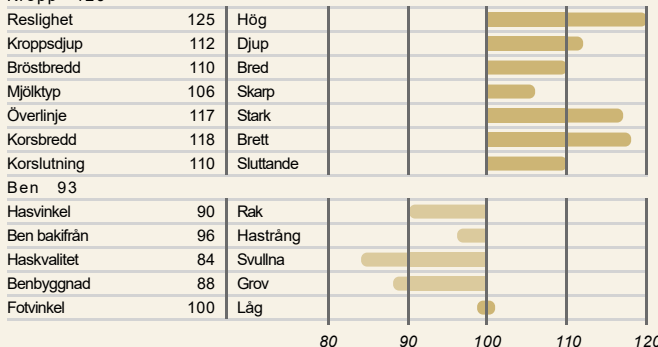 Reslighet 125 Hög
Kroppsdjup 112 Djup
Bröstbredd 110 Bred
Mjölktyp 106 Skarp
Överlinje 117 Stark
Korsbredd 118 Brett
Korslutning 110 Sluttande
Ben 93
Hasvinkel 90 Rak
Ben bakifrån 96 Hastrång
Haskvalitet 84 Svullna
Benbyggnad 88 Grov
Fotvinkel 100 Låg
80 90 100 110 120